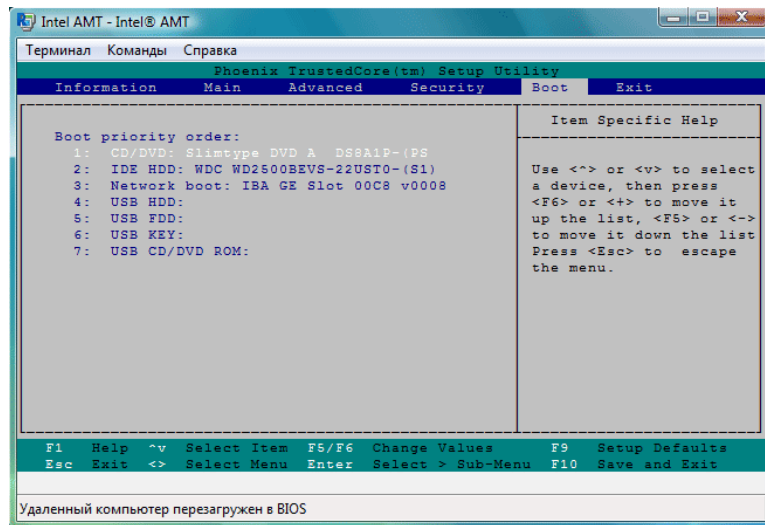 Intel AMT - Intel® AMT
Терминал Команды Справка
Phoenix TrustedCore(tm) Setup Utility
Information Main Advanced Security Boot Exit
Item Specific Help
Boot priority order:
1: CD/DVD: Slimtype DVD A DS8A1P-(PS
2: IDE HDD: WDC WD2500BEVS-22UST0-(S1)
3: Network boot: IBA GE Slot 00C8 v0008
4: USB HDD:
5: USB FDD:
6: USB KEY:
7: USB CD/DVD ROM:
Use <^> or <v> to select
a device, then press
<F6> or <+> to move it
up the list, <F5> or <->
to move it down the list
Press <Esc> to escape
the menu.
F1 Help ^v Select Item F5/F6 Change Values F9 Setup Defaults
Esc Exit <> Select Menu Enter Select > Sub-Menu F10 Save and Exit
Удаленный компьютер перезагружен в BIOS